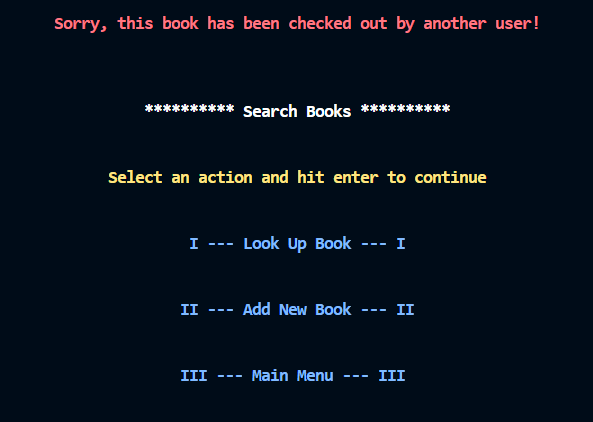 Sorry, this book has been checked out by another user!
********** Search Books **********
Select an action and hit enter to continue
I --- Look Up Book --- I
II --- Add New Book --- II
III --- Main Menu --- III